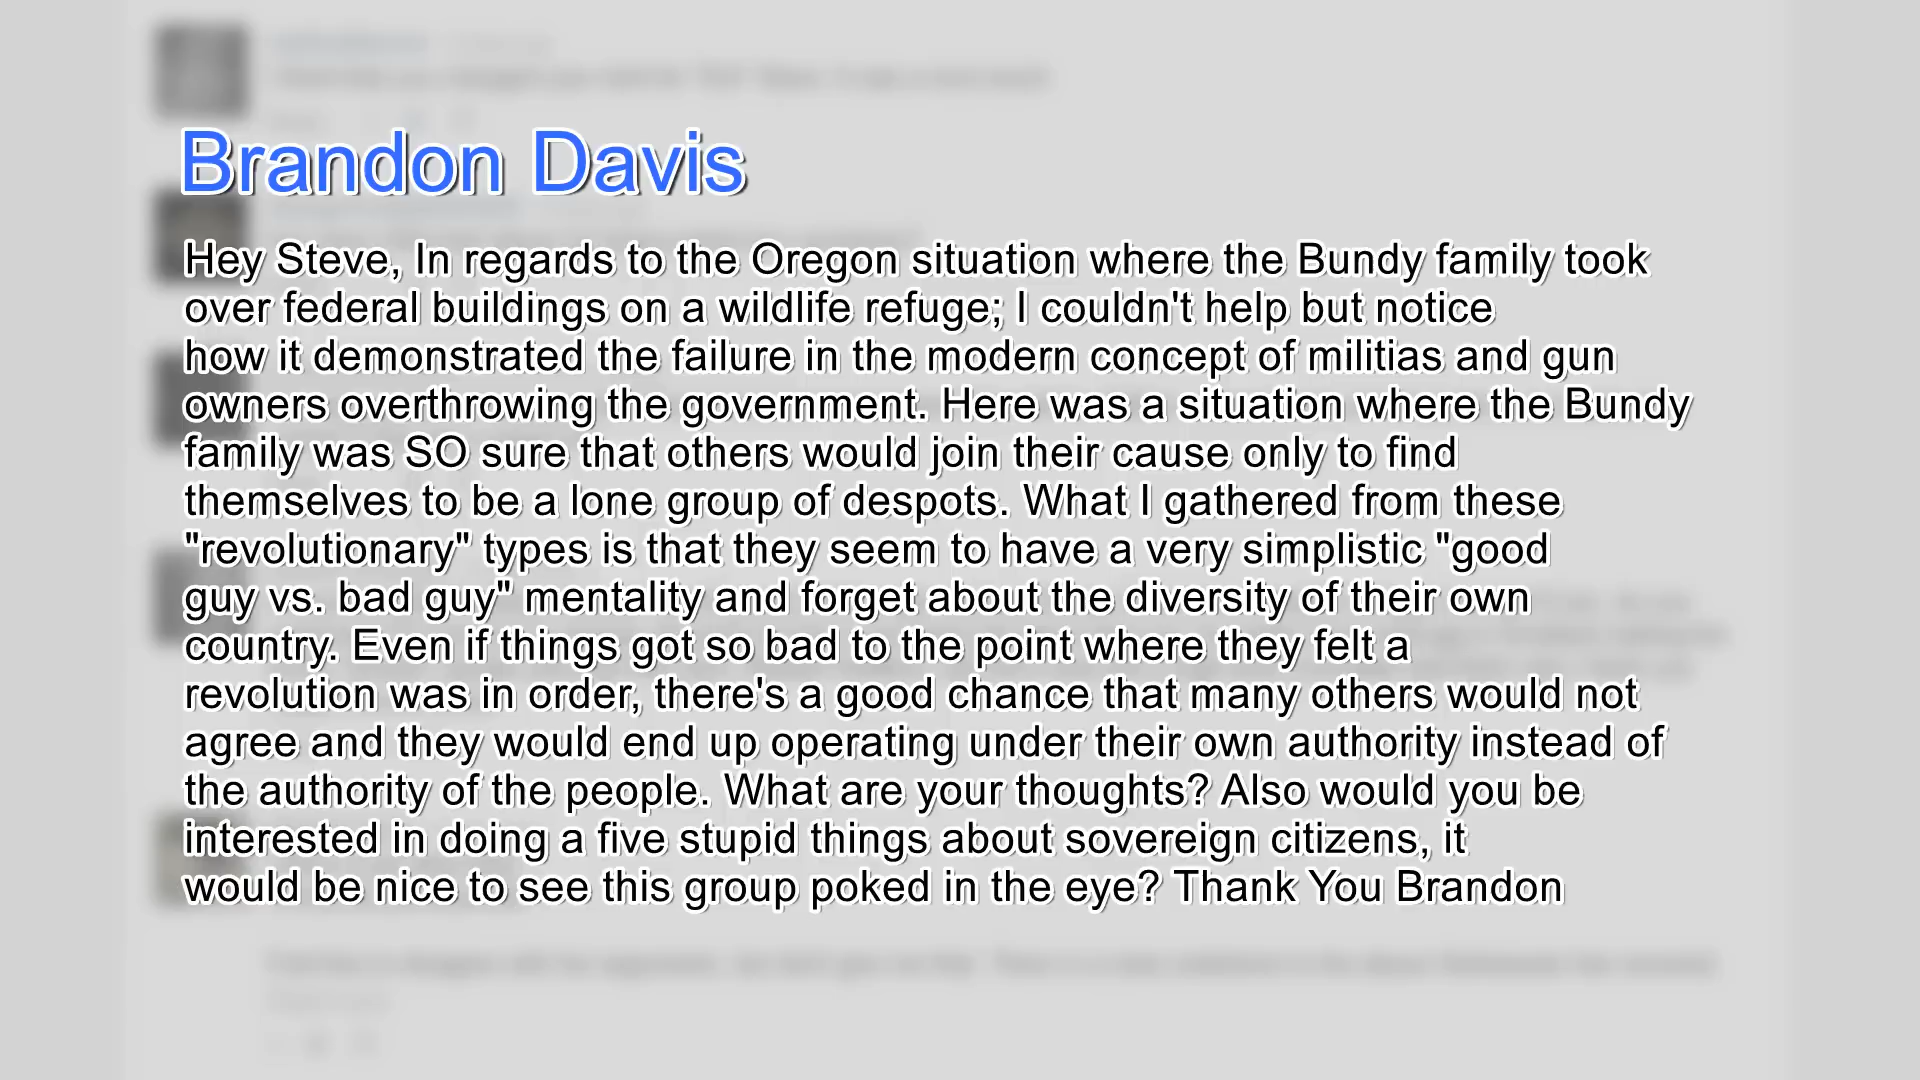 Brandon Davis
Hey Steve, In regards to the Oregon situation where the Bundy family took
over federal buildings on a wildlife refuge; I couldn't help but notice
how it demonstrated the failure in the modern concept of militias and gun
owners overthrowing the government. Here was a situation where the Bundy
family was SO sure that others would join their cause only to find
themselves to be a lone group of despots. What I gathered from these
"revolutionary" types is that they seem to have a very simplistic "good
guy vs. bad guy" mentality and forget about the diversity of their own
country. Even if things got so bad to the point where they felt a
revolution was in order, there's a good chance that many others would not
agree and they would end up operating under their own authority instead of
the authority of the people. What are your thoughts? Also would you be
interested in doing a five stupid things about sovereign citizens, it
would be nice to see this group poked in the eye? Thank You Brandon